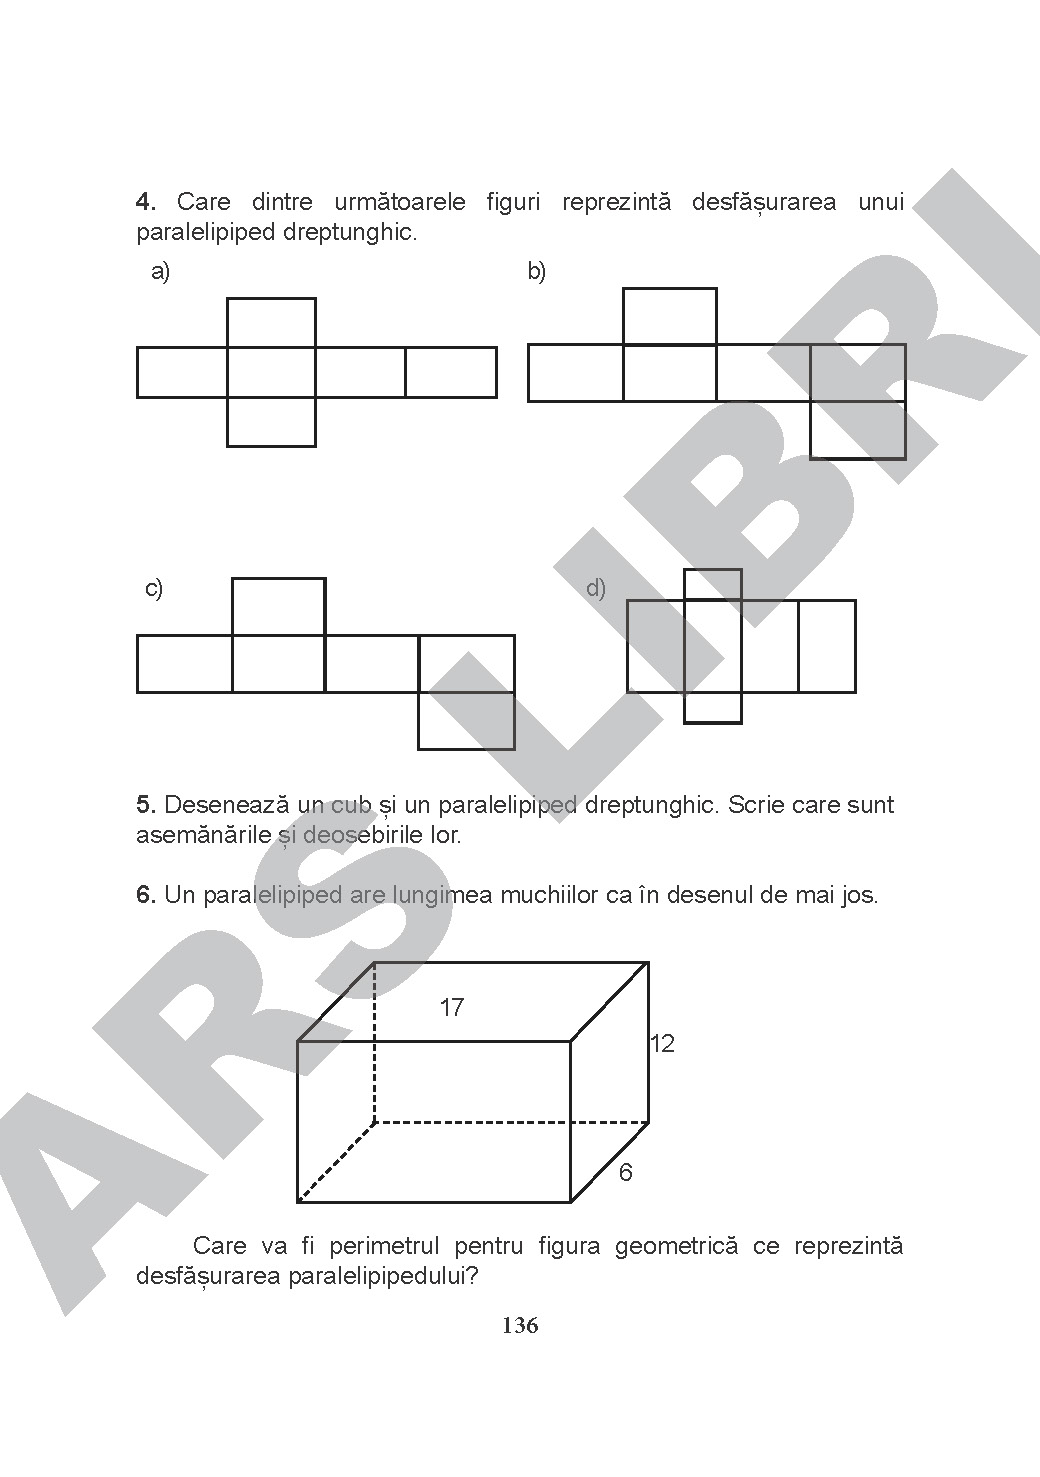 4. Care dintre următoarele figuri reprezintă desfășurarea unui
paralelipiped dreptunghic.
a)
b)
c)
d)
5. Desenează un cub și un paralelipiped dreptunghic. Scrie care sunt
asemănările și deosebirile lor.
6. Un paralelipiped are lungimea muchiilor ca în desenul de mai jos.
17
12
6
Care va fi perimetrul pentru figura geometrică ce reprezintă
desfășurarea paralelipipedului?
136
ARS LIBRI